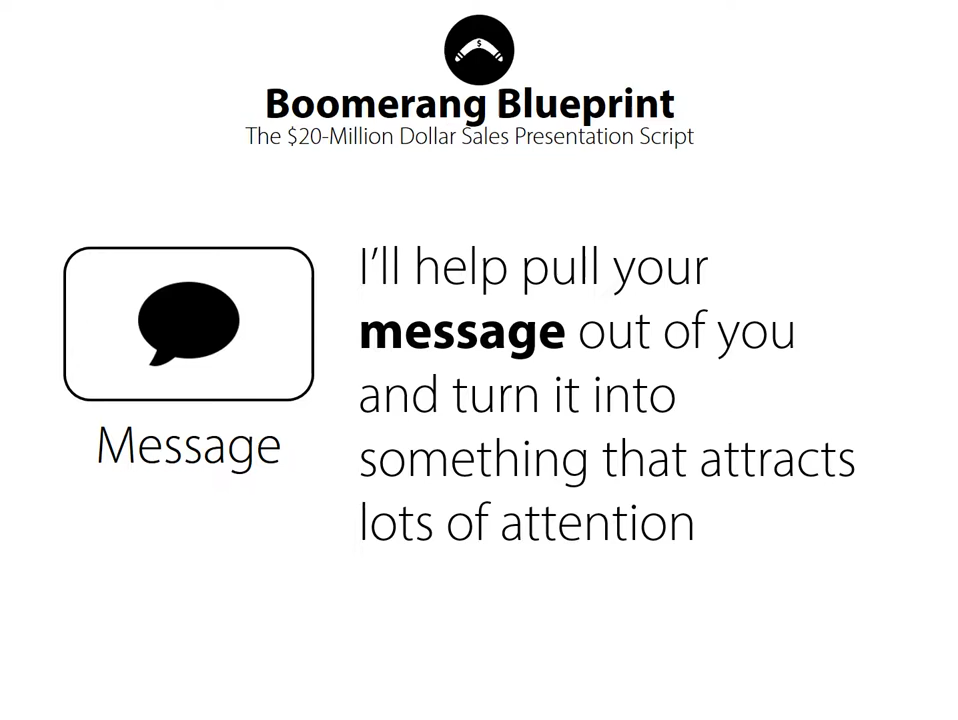 $
Boomerang Blueprint
The $20-Million Dollar Sales Presentation Script
I’ll help pull your
message out of you
and turn it into
something that attracts
lots of attention
Message